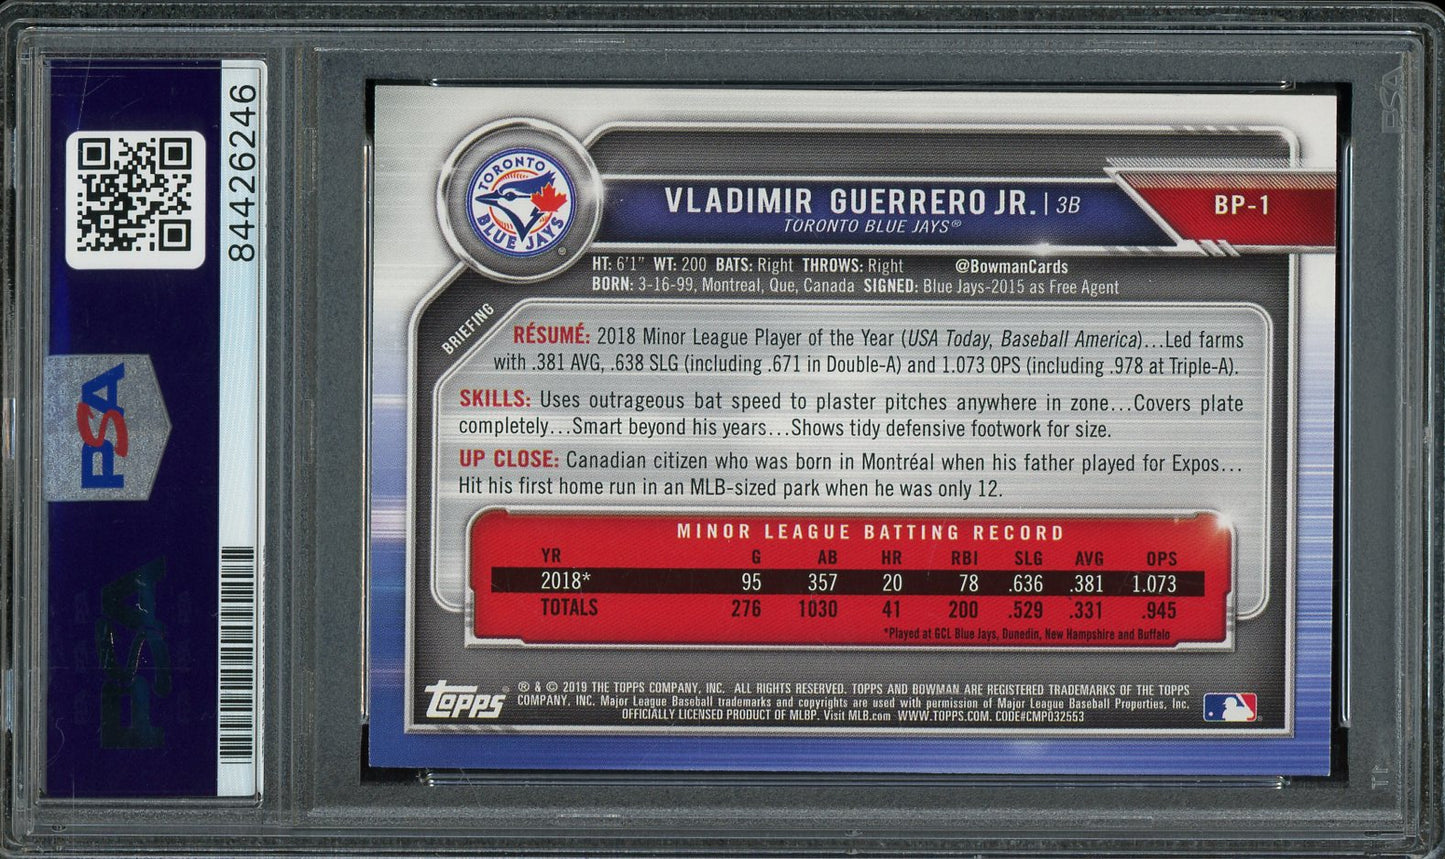 84426246
PSA
PSA
PSA
TORONTO
BLUE JAYS®
VLADIMIR GUERRERO JR. | 3B
TORONTO BLUE JAYS®
BP-1
HT: 6'1" WT: 200 BATS: Right THROWS: Right @BowmanCards
BORN: 3-16-99, Montreal, Que, Canada SIGNED: Blue Jays-2015 as Free Agent
BRIEFING
RÉSUMÉ: 2018 Minor League Player of the Year (USA Today, Baseball America)...Led farms
with .381 AVG, .638 SLG (including .671 in Double-A) and 1.073 OPS (including .978 at Triple-A).
SKILLS: Uses outrageous bat speed to plaster pitches anywhere in zone...Covers plate
completely...Smart beyond his years...Shows tidy defensive footwork for size.
UP CLOSE: Canadian citizen who was born in Montréal when his father played for Expos...
Hit his first home run in an MLB-sized park when he was only 12.
MINOR LEAGUE BATTING RECORD
YR G AB HR RBI SLG AVG OPS
2018* 95 357 20 78 .636 .381 1.073
TOTALS 276 1030 41 200 .529 .331 .945
*Played at GCL Blue Jays, Dunedin, New Hampshire and Buffalo
Topps®
® & © 2019 THE TOPPS COMPANY, INC. ALL RIGHTS RESERVED. TOPPS AND BOWMAN ARE REGISTERED TRADEMARKS OF THE TOPPS
COMPANY, INC. Major League Baseball trademarks and copyrights are used with permission of Major League Baseball Properties, Inc.
OFFICIALLY LICENSED PRODUCT OF MLBP. Visit MLB.com WWW.TOPPS.COM. CODE#CMP032553